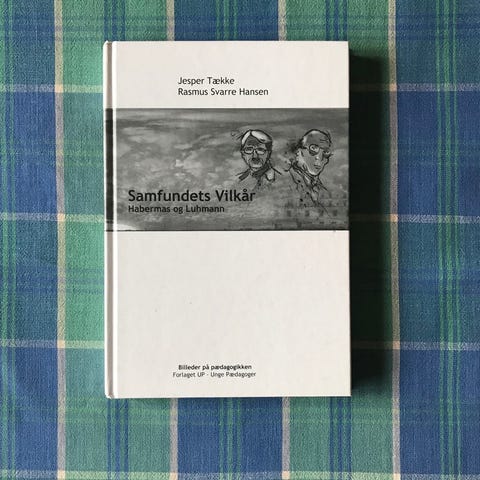 Jesper Tække
Rasmus Svarre Hansen
Samfundets Vilkår
Habermas og Luhmann
Billeder på pædagogikken
Forlaget UP - Unge Pædagoger